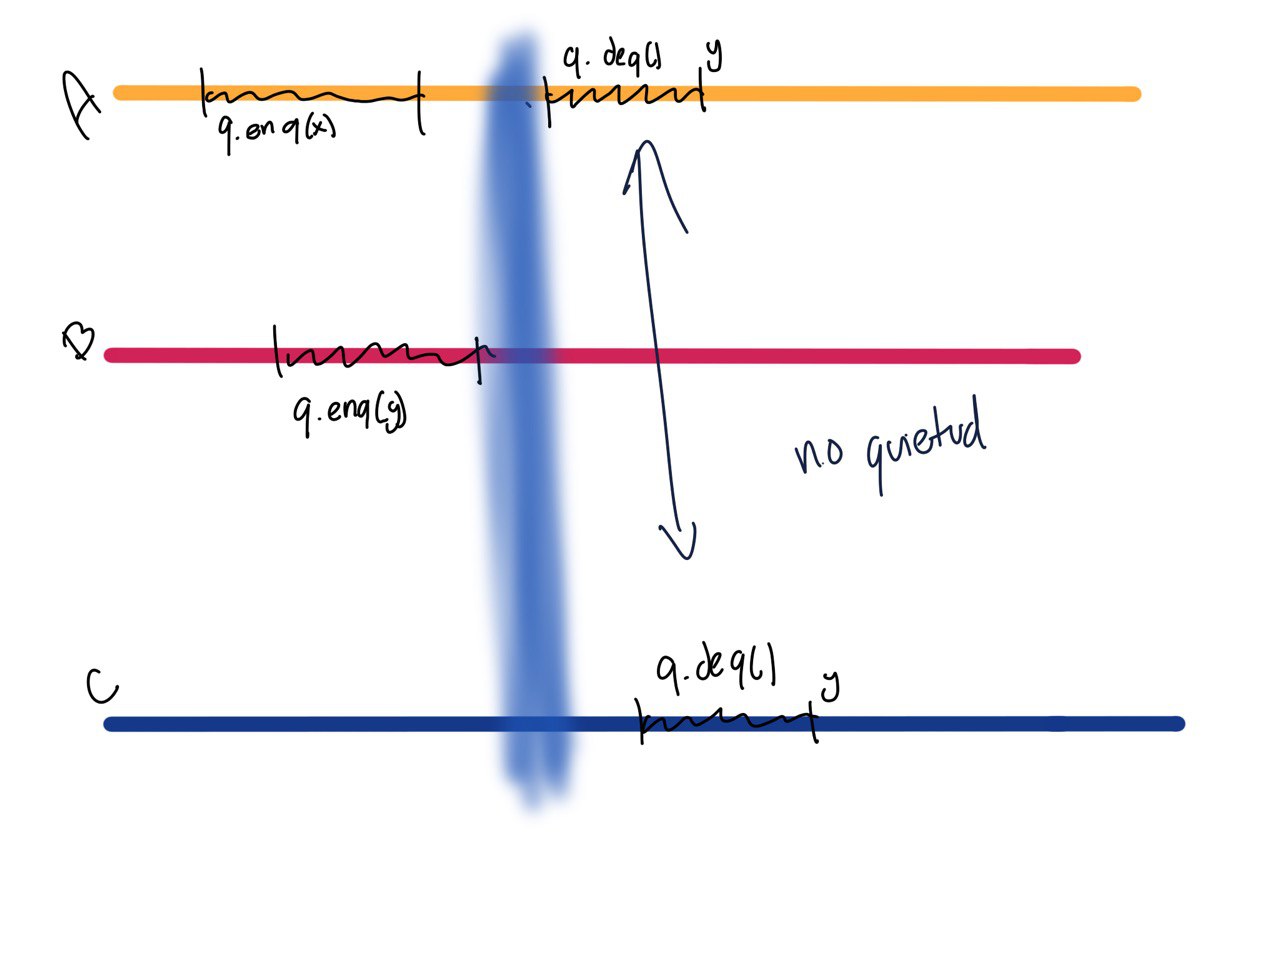 A
q.enq(x)
q. deq() y
B
q.enq(y)
no quietud
C
q.deq() y